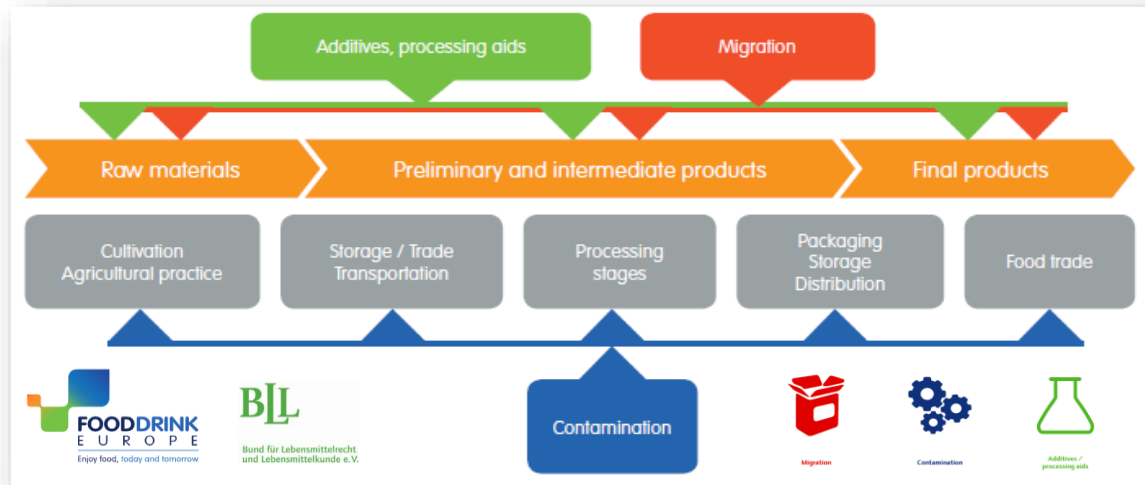 Additives, processing aids
Migration
Raw materials
Preliminary and intermediate products
Final products
Cultivation
Agricultural practice
Storage / Trade
Transportation
Processing
stages
Packaging
Storage
Distribution
Food trade
Contamination
FOODDRINK
EUROPE
Enjoy food, today and tomorrow
BLL
Bund für Lebensmittelrecht
und Lebensmittelkunde e.V.
Migration
Contamination
Additives /
processing aids